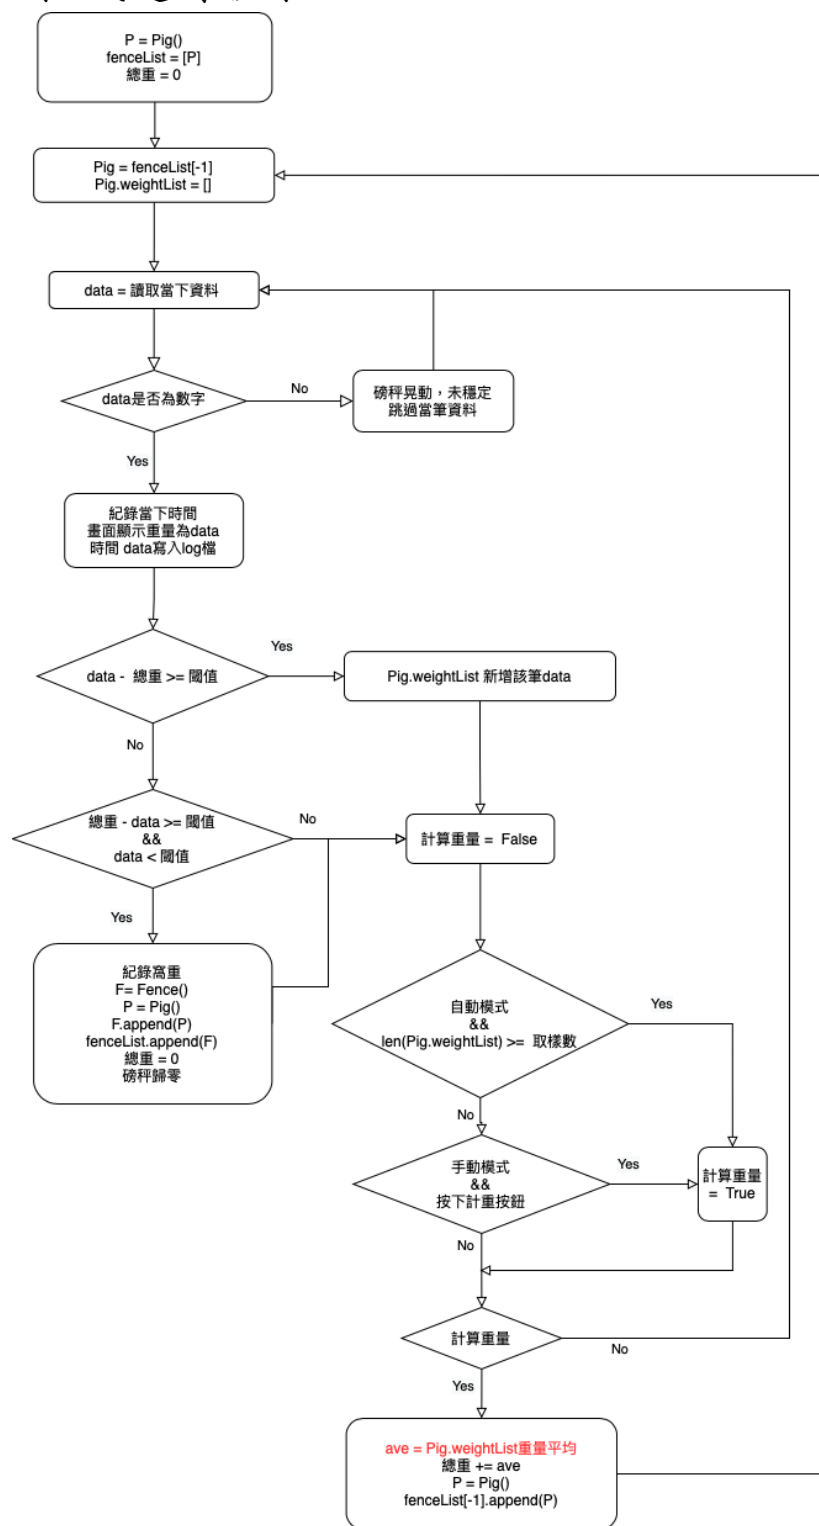 P = Pig()
fenceList = [P]
總重 = 0
Pig = fenceList[-1]
Pig.weightList = []
data = 讀取當下資料
data是否為數字
No
磅秤晃動，未穩定
跳過當筆資料
Yes
紀錄當下時間
畫面顯示重量為data
時間 data寫入log檔
data - 總重 >= 閾值
Yes
Pig.weightList 新增該筆data
No
總重 - data >= 閾值
&&
data < 閾值
No
計算重量 = False
Yes
紀錄窩重
F= Fence()
P = Pig()
F.append(P)
fenceList.append(F)
總重 = 0
磅秤歸零
自動模式
&&
len(Pig.weightList) >= 取樣數
Yes
No
手動模式
&&
按下計重按鈕
Yes
計算重量
= True
No
計算重量
No
Yes
ave = Pig.weightList重量平均
總重 += ave
P = Pig()
fenceList[-1].append(P)